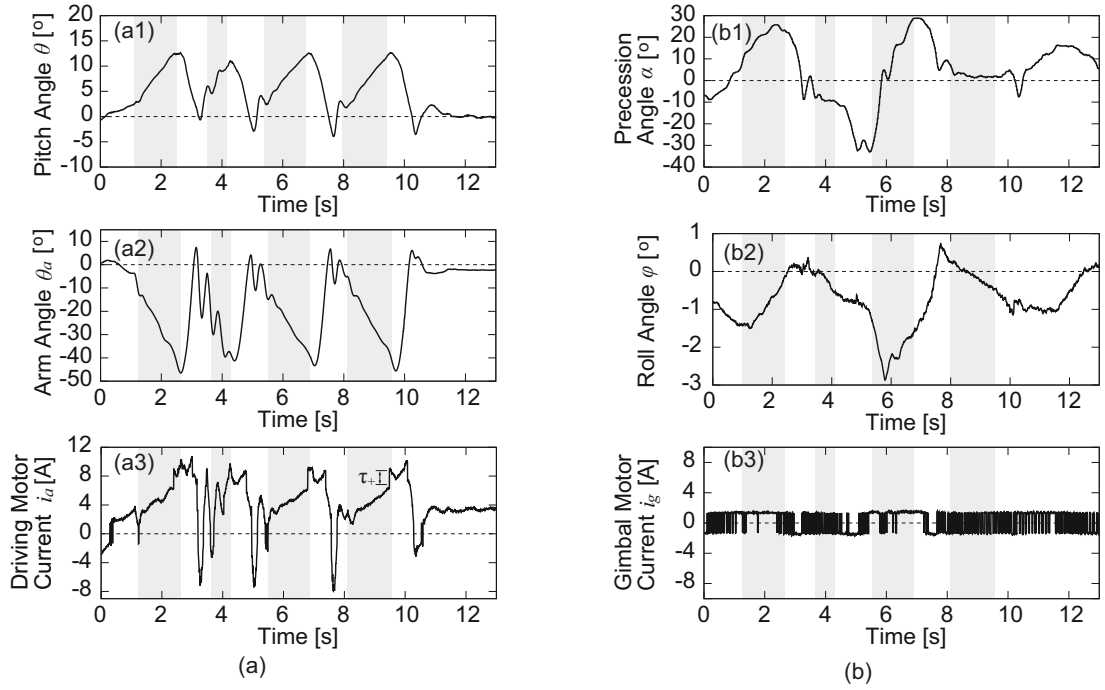 (a1)
Pitch Angle θ [°]
20
15
10
5
0
-5
-10
0 2 4 6 8 10 12
Time [s]
(a2)
Arm Angle θa [°]
10
0
-10
-20
-30
-40
-50
0 2 4 6 8 10 12
Time [s]
(a3)
Driving Motor
Current ia [A]
12
8
4
0
-4
-8
τ+
0 2 4 6 8 10 12
Time [s]
(a)
(b1)
Precession
Angle α [°]
30
20
10
0
-10
-20
30
-40
0 2 4 6 8 10 12
Time [s]
(b2)
Roll Angle φ [°]
1
0
-1
-2
-3
0 2 4 6 8 10 12
Time [s]
(b3)
Gimbal Motor
Current ig [A]
8
4
0
-4
-8
0 2 4 6 8 10 12
Time [s]
(b)